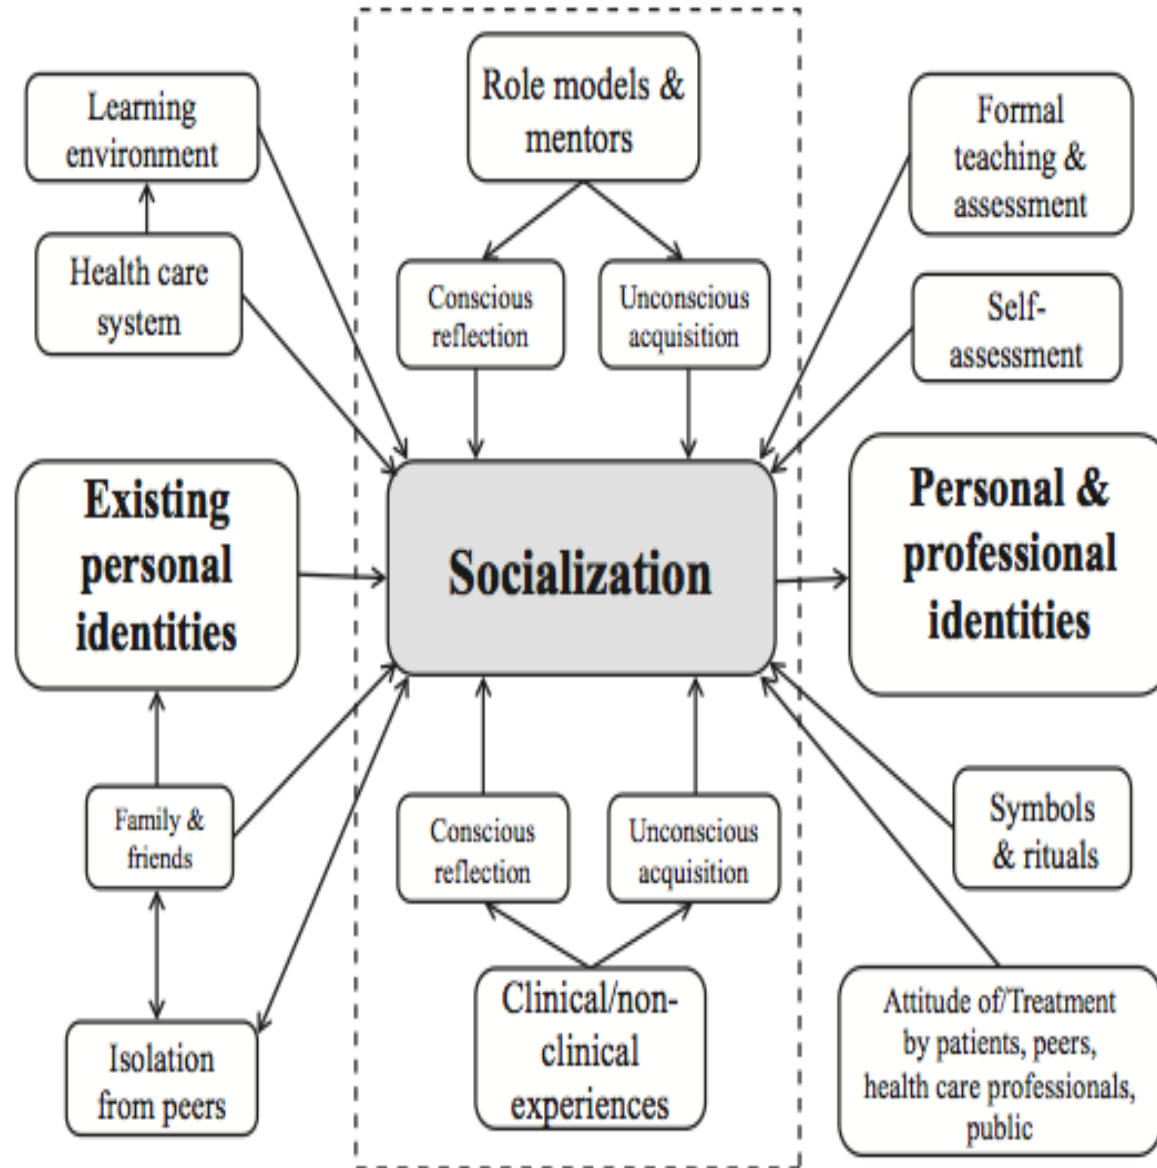 Role models &
mentors
Learning
environment
Formal
teaching &
assessment
Health care
system
Conscious
reflection
Unconscious
acquisition
Self-
assessment
Existing
personal
identities
Socialization
Personal &
professional
identities
Family &
friends
Conscious
reflection
Unconscious
acquisition
Symbols
& rituals
Isolation
from peers
Clinical/non-
clinical
experiences
Attitude of/Treatment
by patients, peers,
health care professionals,
public